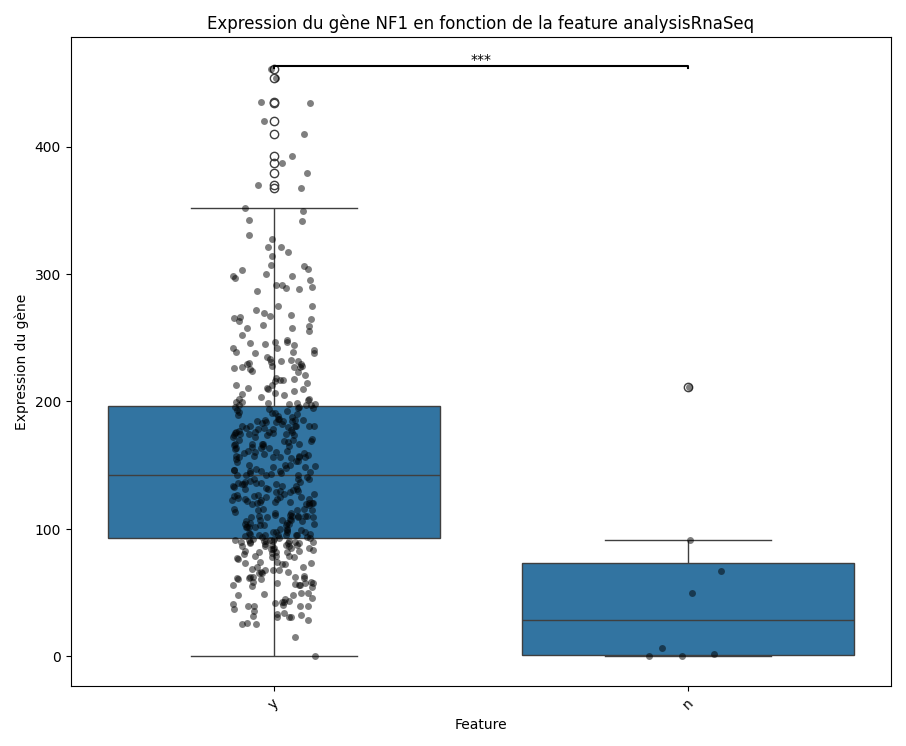 Expression du gène NF1 en fonction de la feature analysisRnaSeq
***
400
300
200
100
0
Expression du gène
y
n
Feature